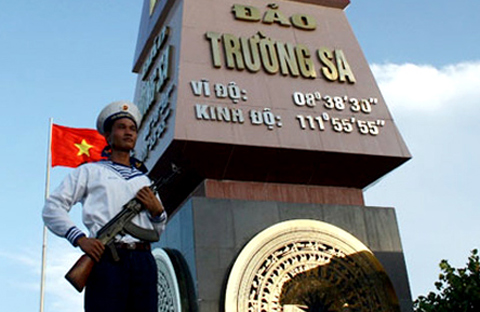 ĐẢO
TRƯỜNG SA
VĨ ĐỘ: 08° 38'30"
KINH ĐỘ: 111° 55'55"